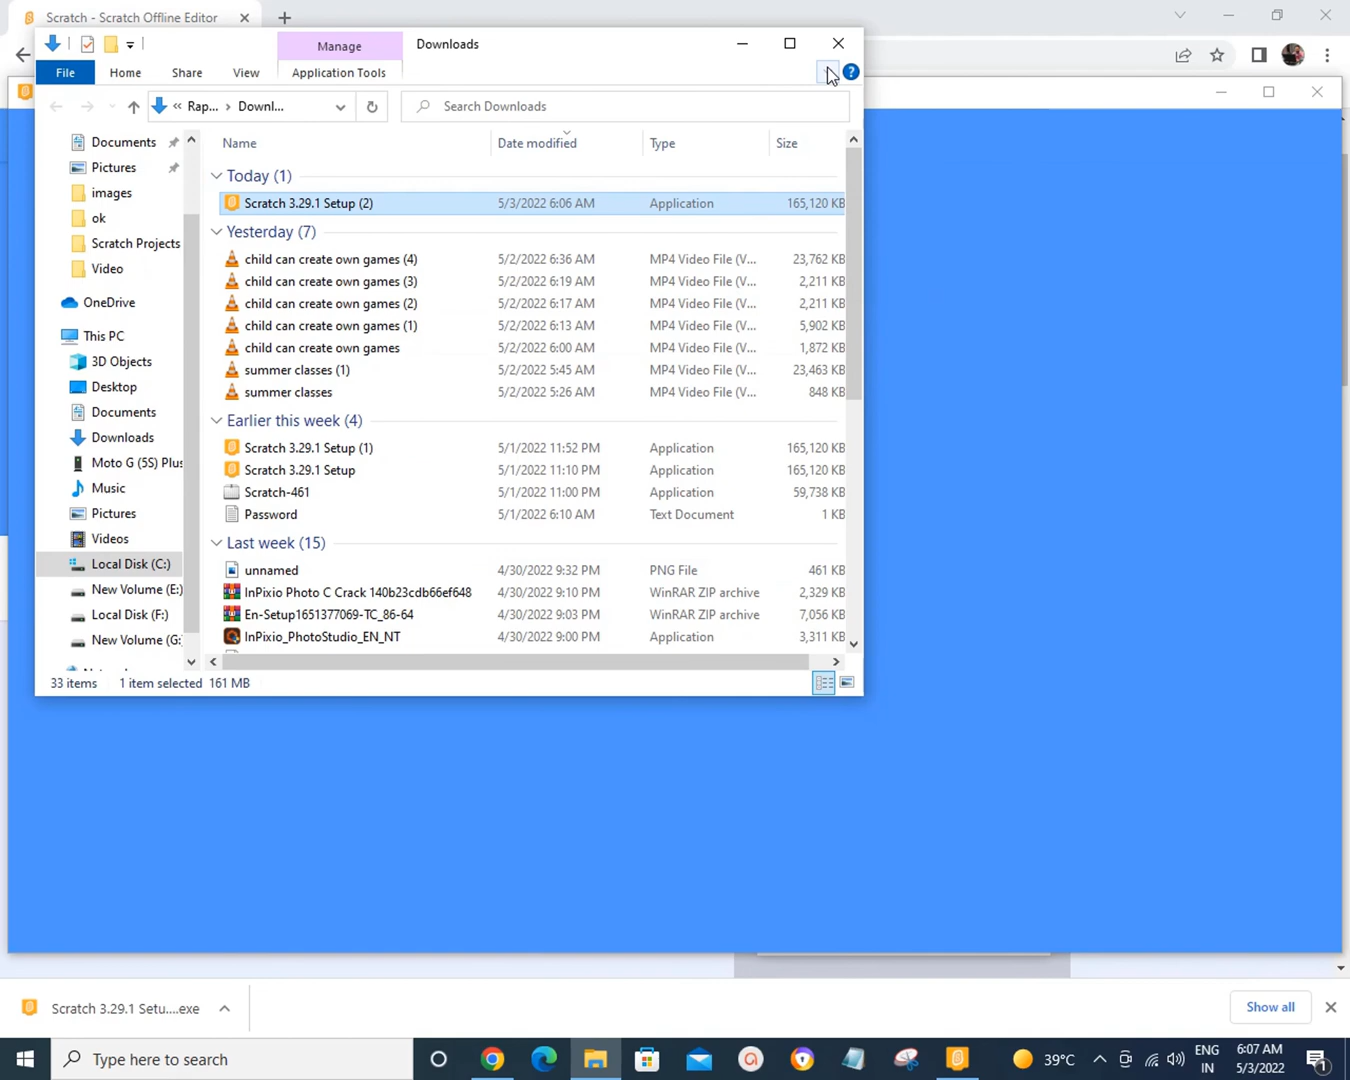 Scratch - Scratch Offline Editor
Manage
Downloads
File
Home
Share
View
Application Tools
« Rap... › Downl...
Search Downloads
Name
Date modified
Type
Size
Documents
Pictures
images
ok
Scratch Projects
Video
OneDrive
This PC
3D Objects
Desktop
Documents
Downloads
Moto G (5S) Plus
Music
Pictures
Videos
Local Disk (C:)
New Volume (E:)
Local Disk (F:)
New Volume (G:
Today (1)
Scratch 3.29.1 Setup (2) 5/3/2022 6:06 AM Application 165,120 KB
Yesterday (7)
child can create own games (4) 5/2/2022 6:36 AM MP4 Video File (V... 23,762 KB
child can create own games (3) 5/2/2022 6:19 AM MP4 Video File (V... 2,211 KB
child can create own games (2) 5/2/2022 6:17 AM MP4 Video File (V... 2,211 KB
child can create own games (1) 5/2/2022 6:13 AM MP4 Video File (V... 5,902 KB
child can create own games 5/2/2022 6:00 AM MP4 Video File (V... 1,872 KB
summer classes (1) 5/2/2022 5:45 AM MP4 Video File (V... 23,463 KB
summer classes 5/2/2022 5:26 AM MP4 Video File (V... 848 KB
Earlier this week (4)
Scratch 3.29.1 Setup (1) 5/1/2022 11:52 PM Application 165,120 KB
Scratch 3.29.1 Setup 5/1/2022 11:10 PM Application 165,120 KB
Scratch-461 5/1/2022 11:00 PM Application 59,738 KB
Password 5/1/2022 6:10 AM Text Document 1 KB
Last week (15)
unnamed 4/30/2022 9:32 PM PNG File 461 KB
InPixio Photo C Crack 140b23cdb66ef648 4/30/2022 9:10 PM WinRAR ZIP archive 2,329 KB
En-Setup1651377069-TC_86-64 4/30/2022 9:03 PM WinRAR ZIP archive 7,056 KB
InPixio_PhotoStudio_EN_NT 4/30/2022 9:00 PM Application 3,311 KB
33 items 1 item selected 161 MB
Scratch 3.29.1 Setu....exe
Show all
Type here to search
39°C
ENG
IN
6:07 AM
5/3/2022
1